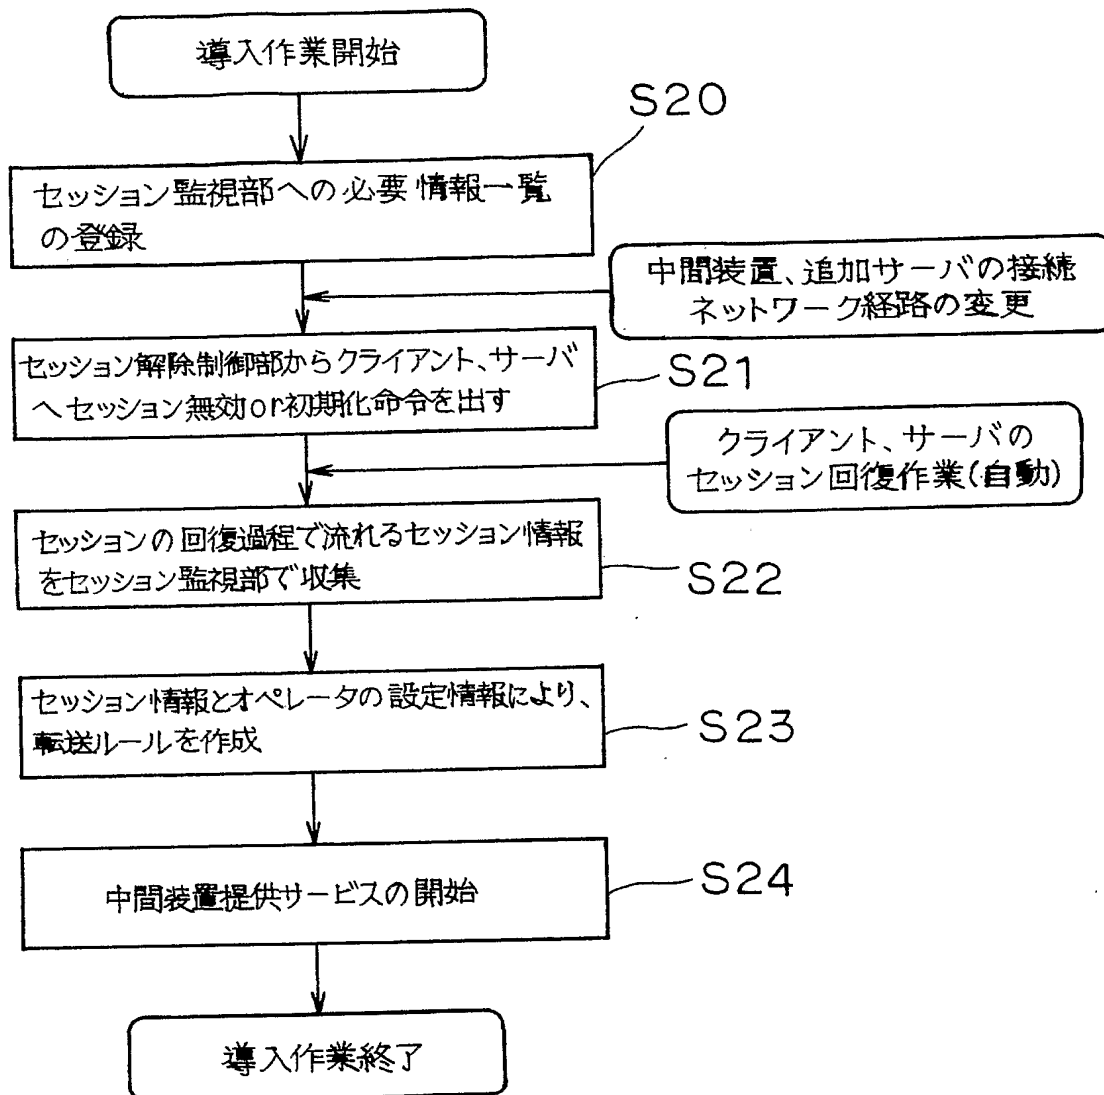 導入作業開始
S20
セッション監視部への必要情報一覧
の登録
中間装置、追加サーバの接続
ネットワーク経路の変更
セッション解除制御部からクライアント、サーバ
へセッション無効or初期化命令を出す
S21
クライアント、サーバの
セッション回復作業(自動)
セッションの回復過程で流れるセッション情報
をセッション監視部で収集
S22
セッション情報とオペレータの設定情報により、
転送ルールを作成
S23
中間装置提供サービスの開始
S24
導入作業終了